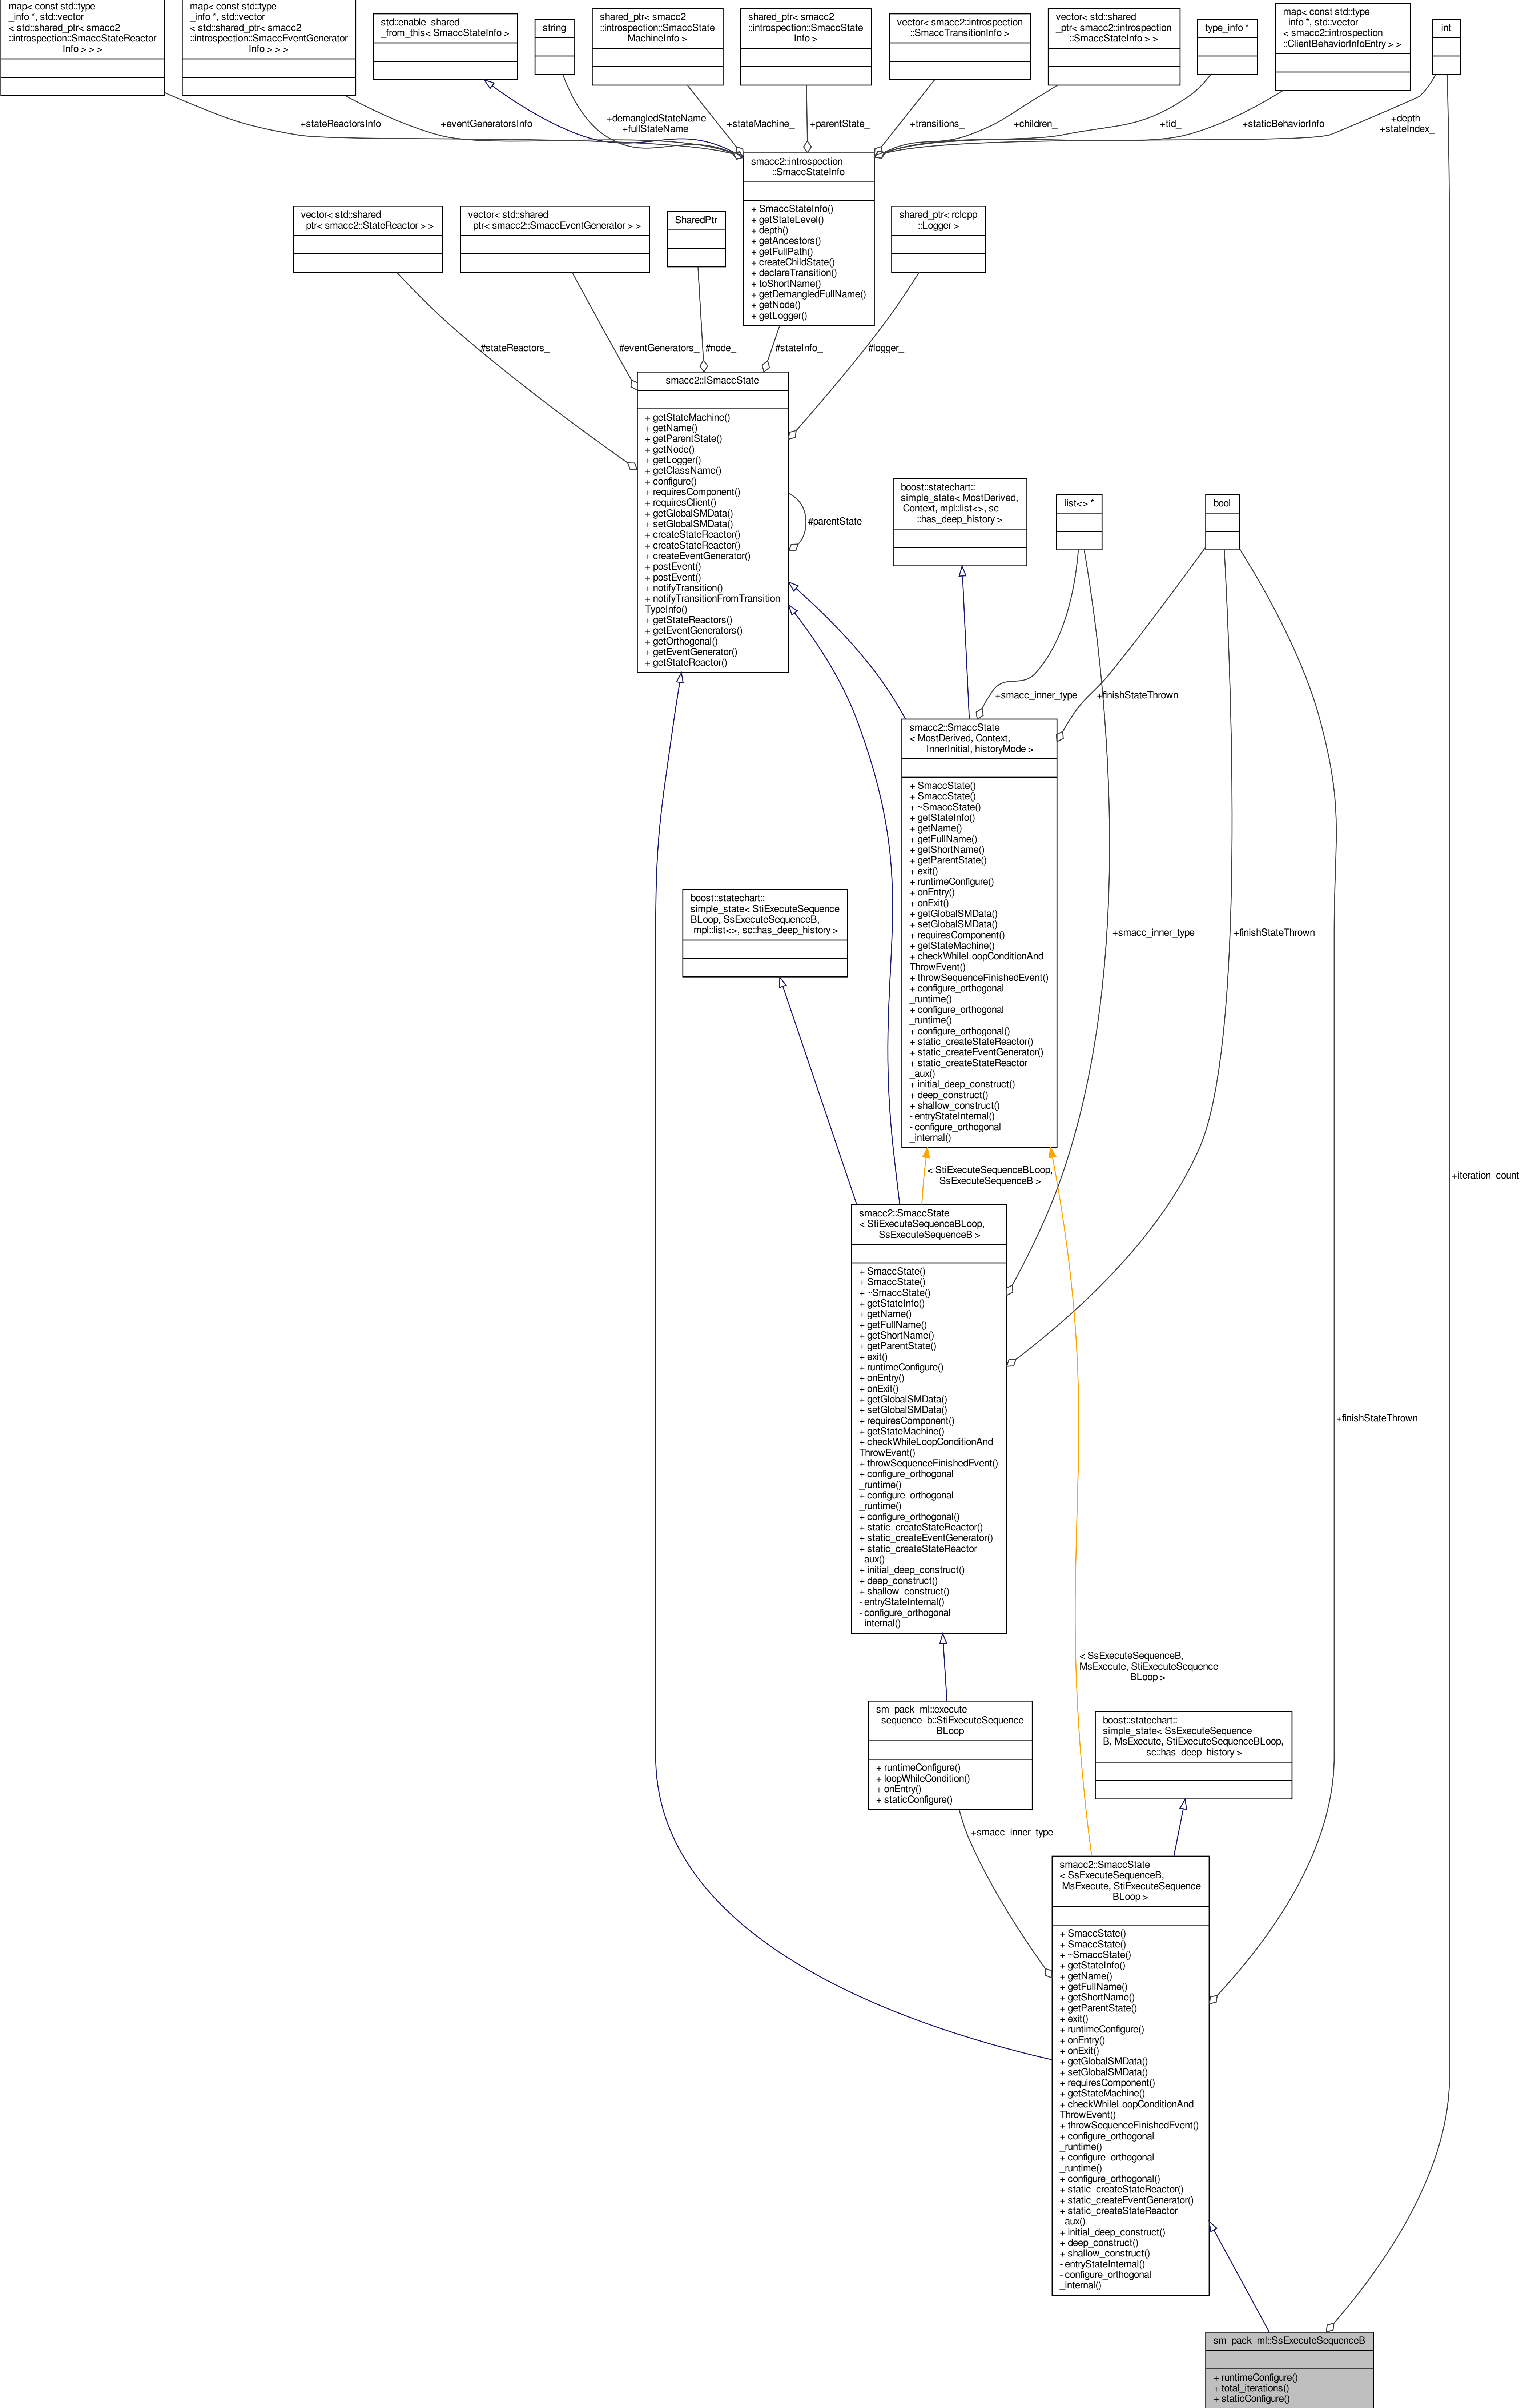 map< const std::type
_info *, std::vector
< std::shared_ptr< smacc2
::introspection::SmaccStateReactor
Info > > >
map< const std::type
_info *, std::vector
< std::shared_ptr< smacc2
::introspection::SmaccEventGenerator
Info > > >
std::enable_shared
_from_this< SmaccStateInfo >
string
shared_ptr< smacc2
::introspection::SmaccState
MachineInfo >
shared_ptr< smacc2
::introspection::SmaccState
Info >
vector< smacc2::introspection
::SmaccTransitionInfo >
vector< std::shared
_ptr< smacc2::introspection
::SmaccStateInfo > >
type_info *
map< const std::type
_info *, std::vector
< smacc2::introspection
::ClientBehaviorInfoEntry > >
int
+stateReactorsInfo
+eventGeneratorsInfo
+demangledStateName
+fullStateName
+stateMachine_
+parentState_
+transitions_
+children_
+tid_
+staticBehaviorInfo
+depth_
+stateIndex_
smacc2::introspection
::SmaccStateInfo
+ SmaccStateInfo()
+ getStateLevel()
+ depth()
+ getAncestors()
+ getFullPath()
+ createChildState()
+ declareTransition()
+ toShortName()
+ getDemangledFullName()
+ getNode()
+ getLogger()
vector< std::shared
_ptr< smacc2::StateReactor > >
vector< std::shared
_ptr< smacc2::SmaccEventGenerator > >
SharedPtr
shared_ptr< rclcpp
::Logger >
#stateReactors_
#eventGenerators_
#node_
#stateInfo_
#logger_
smacc2::ISmaccState
+ getStateMachine()
+ getName()
+ getParentState()
+ getNode()
+ getLogger()
+ getClassName()
+ configure()
+ requiresComponent()
+ requiresClient()
+ getGlobalSMData()
+ setGlobalSMData()
+ createStateReactor()
+ createStateReactor()
+ createEventGenerator()
+ postEvent()
+ postEvent()
+ notifyTransition()
+ notifyTransitionFromTransition
TypeInfo()
+ getStateReactors()
+ getEventGenerators()
+ getOrthogonal()
+ getEventGenerator()
+ getStateReactor()
#parentState_
boost::statechart::
simple_state< MostDerived,
Context, mpl::list<>, sc
::has_deep_history >
list<> *
bool
+smacc_inner_type
+finishStateThrown
smacc2::SmaccState
< MostDerived, Context,
InnerInitial, historyMode >
+ SmaccState()
+ SmaccState()
+ ~SmaccState()
+ getStateInfo()
+ getName()
+ getFullName()
+ getShortName()
+ getParentState()
+ exit()
+ runtimeConfigure()
+ onEntry()
+ onExit()
+ getGlobalSMData()
+ setGlobalSMData()
+ requiresComponent()
+ getStateMachine()
+ checkWhileLoopConditionAnd
ThrowEvent()
+ throwSequenceFinishedEvent()
+ configure_orthogonal
_runtime()
+ configure_orthogonal
_runtime()
+ configure_orthogonal()
+ static_createStateReactor()
+ static_createEventGenerator()
+ static_createStateReactor
_aux()
+ initial_deep_construct()
+ deep_construct()
+ shallow_construct()
- entryStateInternal()
- configure_orthogonal
_internal()
boost::statechart::
simple_state< StiExecuteSequence
BLoop, SsExecuteSequenceB,
mpl::list<>, sc::has_deep_history >
+smacc_inner_type
+finishStateThrown
< StiExecuteSequenceBLoop,
SsExecuteSequenceB >
+iteration_count
smacc2::SmaccState
< StiExecuteSequenceBLoop,
SsExecuteSequenceB >
+ SmaccState()
+ SmaccState()
+ ~SmaccState()
+ getStateInfo()
+ getName()
+ getFullName()
+ getShortName()
+ getParentState()
+ exit()
+ runtimeConfigure()
+ onEntry()
+ onExit()
+ getGlobalSMData()
+ setGlobalSMData()
+ requiresComponent()
+ getStateMachine()
+ checkWhileLoopConditionAnd
ThrowEvent()
+ throwSequenceFinishedEvent()
+ configure_orthogonal
_runtime()
+ configure_orthogonal
_runtime()
+ configure_orthogonal()
+ static_createStateReactor()
+ static_createEventGenerator()
+ static_createStateReactor
_aux()
+ initial_deep_construct()
+ deep_construct()
+ shallow_construct()
- entryStateInternal()
- configure_orthogonal
_internal()
+finishStateThrown
< SsExecuteSequenceB,
MsExecute, StiExecuteSequence
BLoop >
sm_pack_ml::execute
_sequence_b::StiExecuteSequence
BLoop
+ runtimeConfigure()
+ loopWhileCondition()
+ onEntry()
+ staticConfigure()
boost::statechart::
simple_state< SsExecuteSequence
B, MsExecute, StiExecuteSequenceBLoop,
sc::has_deep_history >
+smacc_inner_type
smacc2::SmaccState
< SsExecuteSequenceB,
MsExecute, StiExecuteSequence
BLoop >
+ SmaccState()
+ SmaccState()
+ ~SmaccState()
+ getStateInfo()
+ getName()
+ getFullName()
+ getShortName()
+ getParentState()
+ exit()
+ runtimeConfigure()
+ onEntry()
+ onExit()
+ getGlobalSMData()
+ setGlobalSMData()
+ requiresComponent()
+ getStateMachine()
+ checkWhileLoopConditionAnd
ThrowEvent()
+ throwSequenceFinishedEvent()
+ configure_orthogonal
_runtime()
+ configure_orthogonal
_runtime()
+ configure_orthogonal()
+ static_createStateReactor()
+ static_createEventGenerator()
+ static_createStateReactor
_aux()
+ initial_deep_construct()
+ deep_construct()
+ shallow_construct()
- entryStateInternal()
- configure_orthogonal
_internal()
sm_pack_ml::SsExecuteSequenceB
+ runtimeConfigure()
+ total_iterations()
+ staticConfigure()